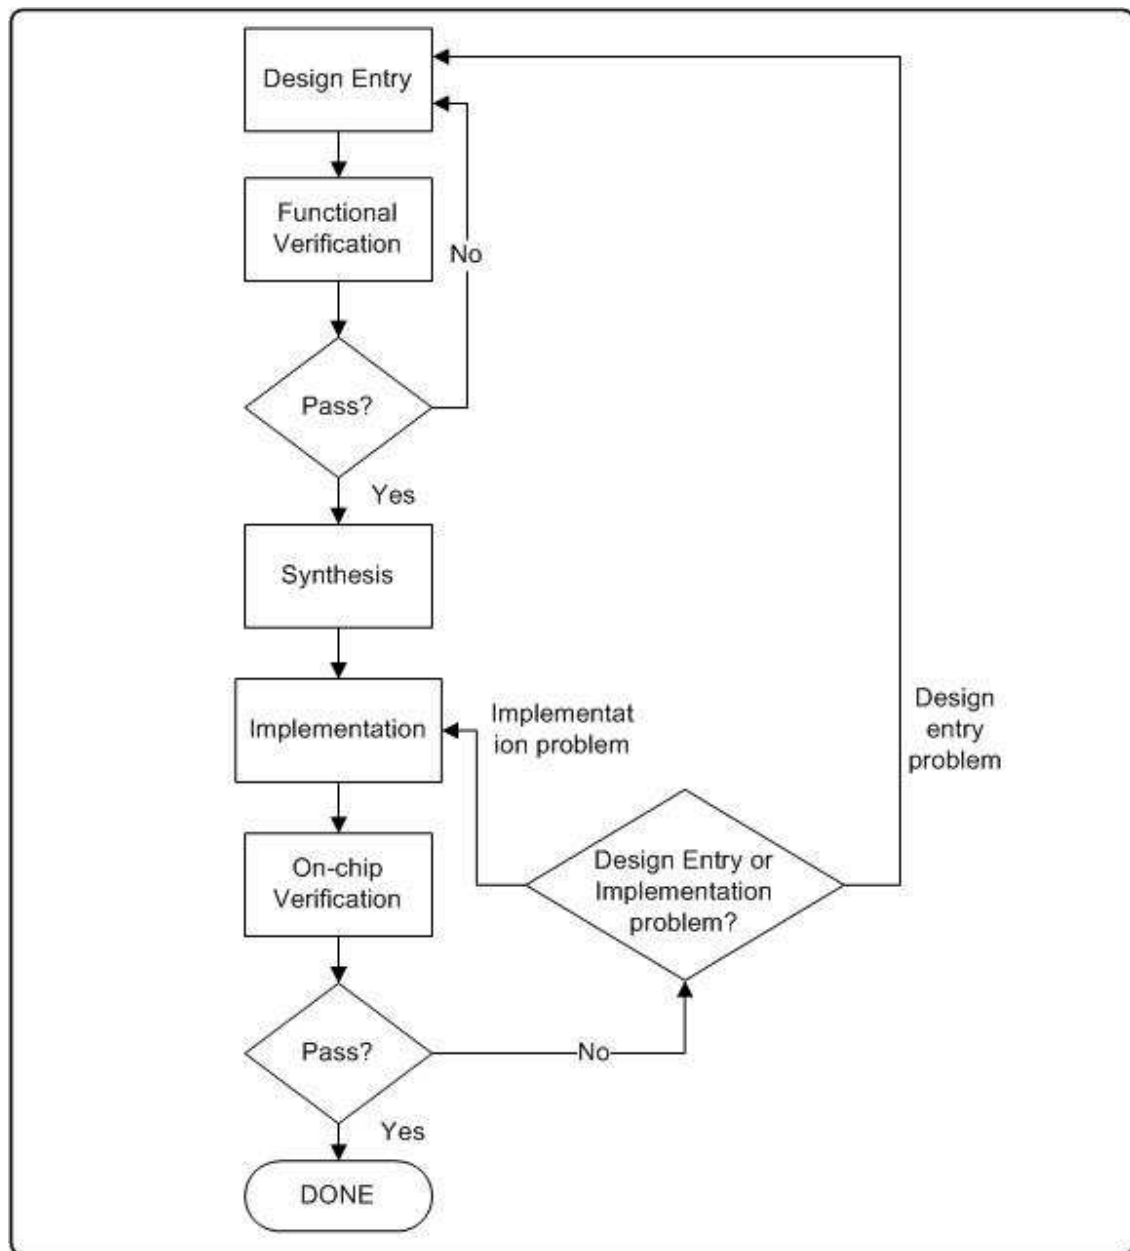 Design Entry
Functional
Verification
No
Pass?
Yes
Synthesis
Implementation
Implementat
ion problem
Design
entry
problem
On-chip
Verification
Design Entry or
Implementation
problem?
Pass?
No
Yes
DONE